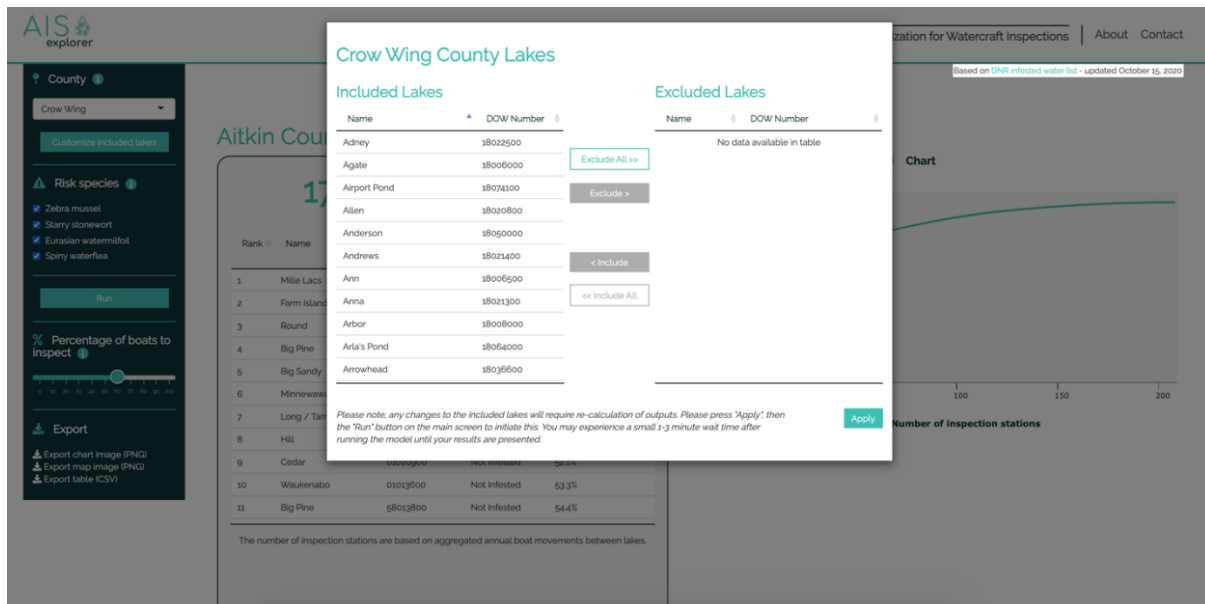 AIS
explorer
zation for Watercraft Inspections
About Contact
Based on DNR infested water list - updated October 15, 2020
County
Crow Wing
Customize included lakes
Risk species
Zebra mussel
Starry stonewort
Eurasian watermilfoil
Spiny waterflea
Run
% Percentage of boats to
inspect
0 10 20 30 40 50 60 70 80 90 100
Export
Export chart image (PNG)
Export map image (PNG)
Export table (CSV)
Aitkin Cou
17
Rank Name
1 Mille Lacs
2 Farm Island
3 Round
4 Big Pine
5 Big Sandy
6 Minnewawa
7 Long / Tam
8 Hill
9 Cedar 01020900 Not Infested 52.1%
10 Waukenabo 01013600 Not Infested 53.3%
11 Big Pine 58013800 Not Infested 54.4%
The number of inspection stations are based on aggregated annual boat movements between lakes.
Crow Wing County Lakes
Included Lakes
Name DOW Number
Adney 18022500
Agate 18006000
Airport Pond 18074100
Allen 18020800
Anderson 18050000
Andrews 18021400
Ann 18006500
Anna 18021300
Arbor 18008000
Arla's Pond 18064000
Arrowhead 18036600
Exclude All >>
Exclude >
< Include
<< Include All
Excluded Lakes
Name DOW Number
No data available in table
Please note, any changes to the included lakes will require re-calculation of outputs. Please press "Apply", then
the "Run" button on the main screen to initiate this. You may experience a small 1-3 minute wait time after
running the model until your results are presented.
Apply
Chart
100 150 200
Number of inspection stations